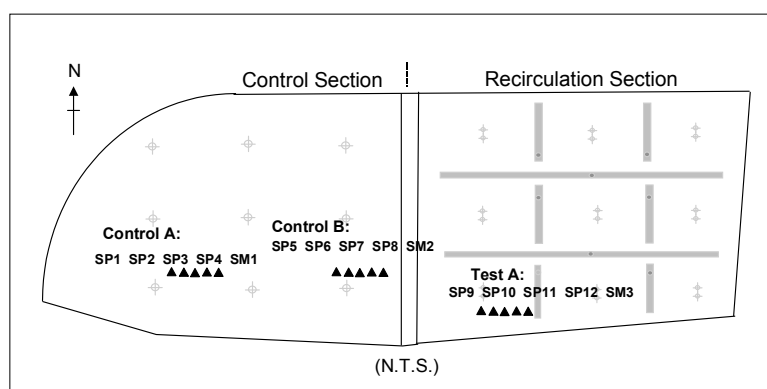 Control Section
Recirculation Section
N
Control A:
SP1 SP2 SP3 SP4 SM1
Control B:
SP5 SP6 SP7 SP8 SM2
Test A:
SP9 SP10 SP11 SP12 SM3
(N.T.S.)